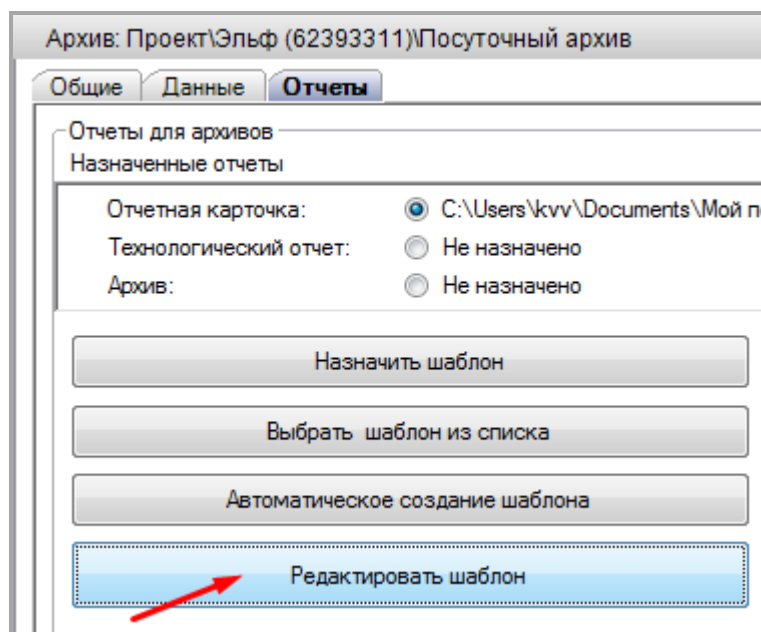 Архив: Проект\Эльф (62393311)\Посуточный архив
Общие Данные Отчеты
Отчеты для архивов
Назначенные отчеты
Отчетная карточка: C:\Users\kvv\Documents\Мой п
Технологический отчет: Не назначено
Архив: Не назначено
Назначить шаблон
Выбрать шаблон из списка
Автоматическое создание шаблона
Редактировать шаблон